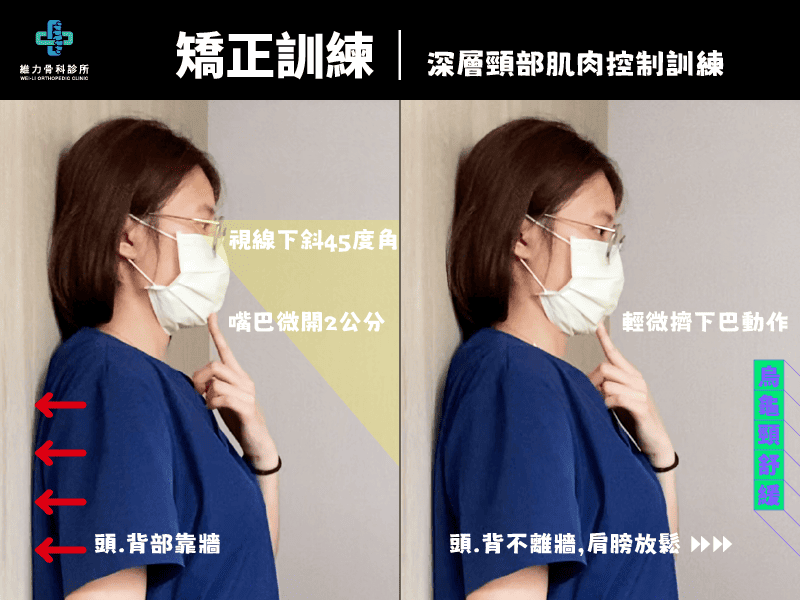 維力骨科診所
WEI-LI ORTHOPEDIC CLINIC
矯正訓練
深層頸部肌肉控制訓練
視線下斜45度角
嘴巴微開2公分
頭.背部靠牆
輕微擠下巴動作
烏龜頸舒緩
頭.背不離牆,肩膀放鬆